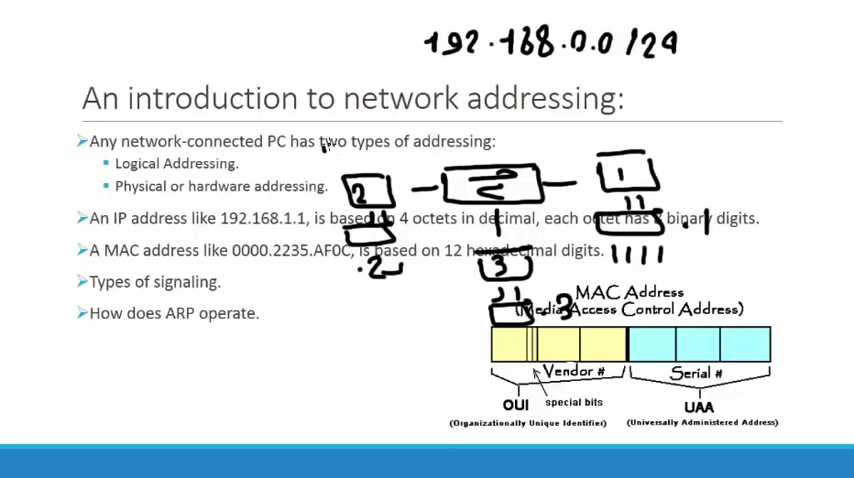 192.168.0.0/24
An introduction to network addressing:
Any network-connected PC has two types of addressing:
Logical Addressing.
Physical or hardware addressing.
2
1
An IP address like 192.168.1.1, is based on 4 octets in decimal, each octet has 8 binary digits.
.1
A MAC address like 0000.2235.AF0C, is based on 12 hexadecimal digits.
1111
.2
3
Types of signaling.
MAC Address
How does ARP operate.
(Media Access Control Address)
.3
Vendor #
Serial #
special bits
OUI
UAA
(Organizationally Unique Identifier)
(Universally Administered Address)